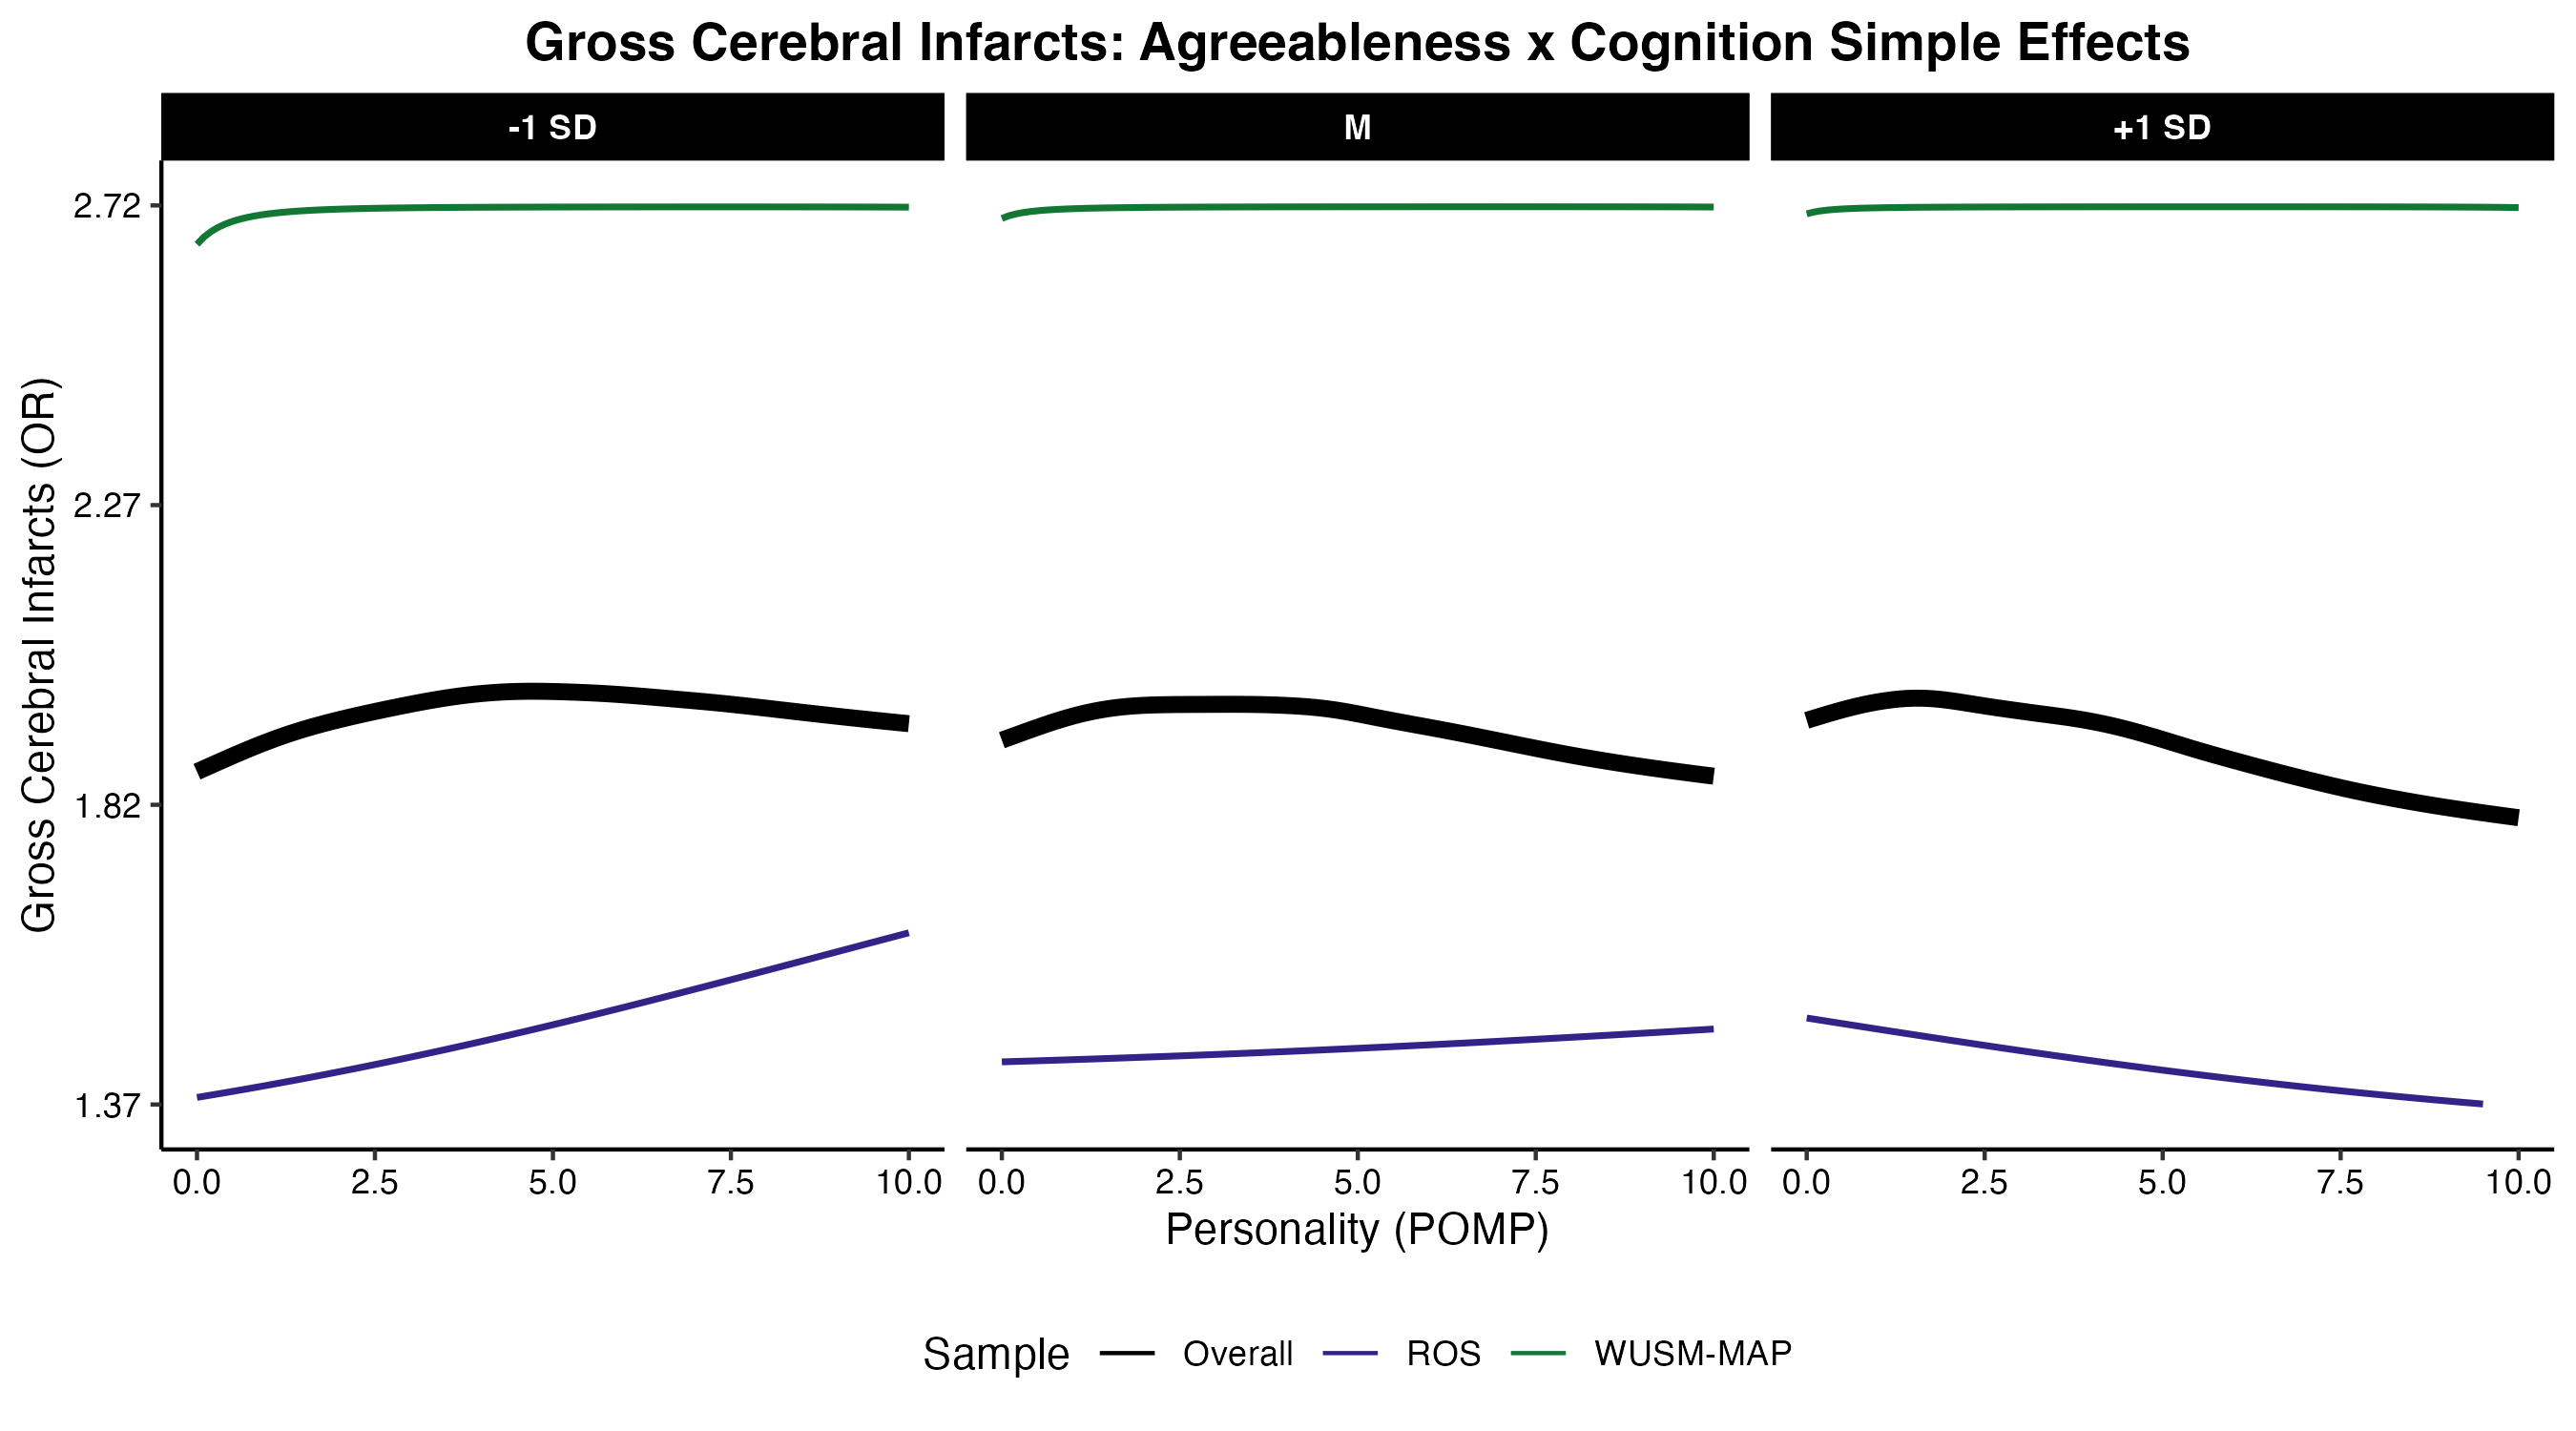 Gross Cerebral Infarcts: Agreeableness x Cognition Simple Effects
-1 SD M +1 SD
Gross Cerebral Infarcts (OR)
2.72
2.27
1.82
1.37
0.0 2.5 5.0 7.5 10.0 0.0 2.5 5.0 7.5 10.0 0.0 2.5 5.0 7.5 10.0
Personality (POMP)
Sample Overall ROS WUSM-MAP